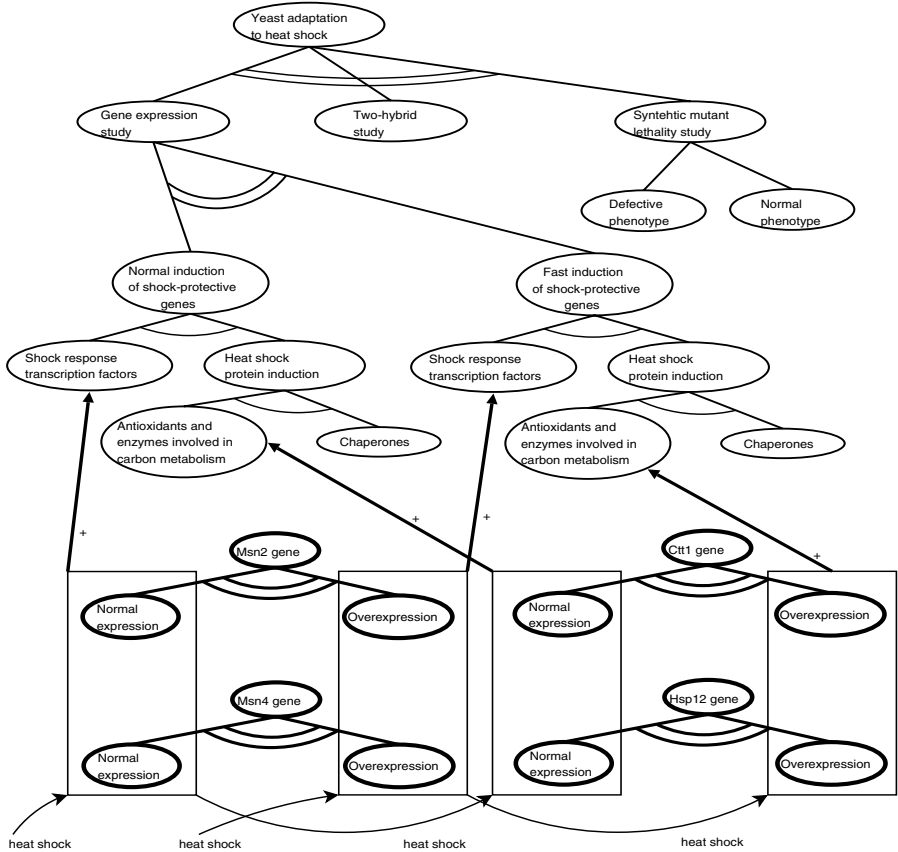 Yeast adaptation
to heat shock
Gene expression
study
Two-hybrid
study
Syntehtic mutant
lethality study
Defective
phenotype
Normal
phenotype
Normal induction
of shock-protective
genes
Fast induction
of shock-protective
genes
Shock response
transcription factors
Heat shock
protein induction
Shock response
transcription factors
Heat shock
protein induction
Antioxidants and
enzymes involved in
carbon metabolism
Chaperones
Antioxidants and
enzymes involved in
carbon metabolism
Chaperones
+
+
+
+
Msn2 gene
Ctt1 gene
Normal
expression
Overexpression
Normal
expression
Overexpression
Msn4 gene
Hsp12 gene
Normal
expression
Overexpression
Normal
expression
Overexpression
heat shock
heat shock
heat shock
heat shock